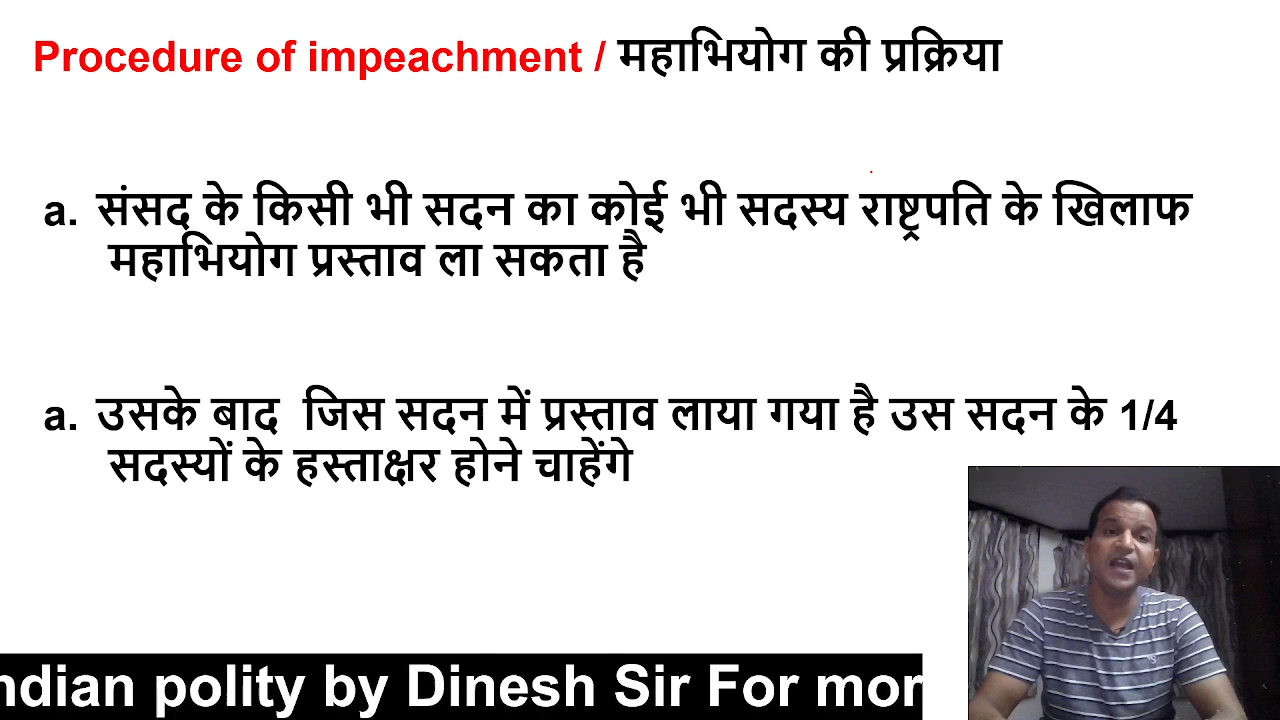 Procedure of impeachment / महाभियोग की प्रक्रिया
a. संसद के किसी भी सदन का कोई भी सदस्य राष्ट्रपति के खिलाफ
महाभियोग प्रस्ताव ला सकता है
a. उसके बाद जिस सदन में प्रस्ताव लाया गया है उस सदन के 1/4
सदस्यों के हस्ताक्षर होने चाहेंगे
ndian polity by Dinesh Sir For mor